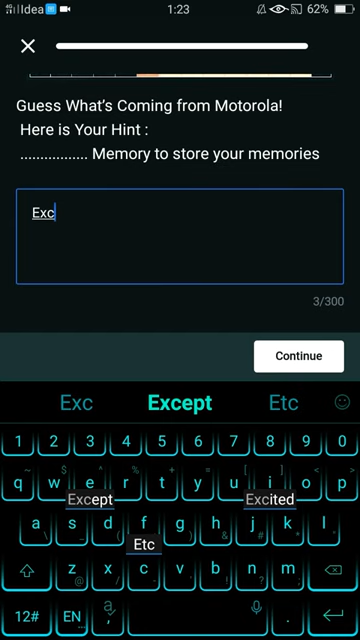 4G Idea 1:23 62%
Guess What's Coming from Motorola!
Here is Your Hint :
................. Memory to store your memories
Exc
3/300
Continue
Exc Except Etc
1 2 3 4 5 6 7 8 9 0
q w e r t y u i o p
Except Excited
a s d f g h j k l
Etc
z x c v b n m
12# EN , .